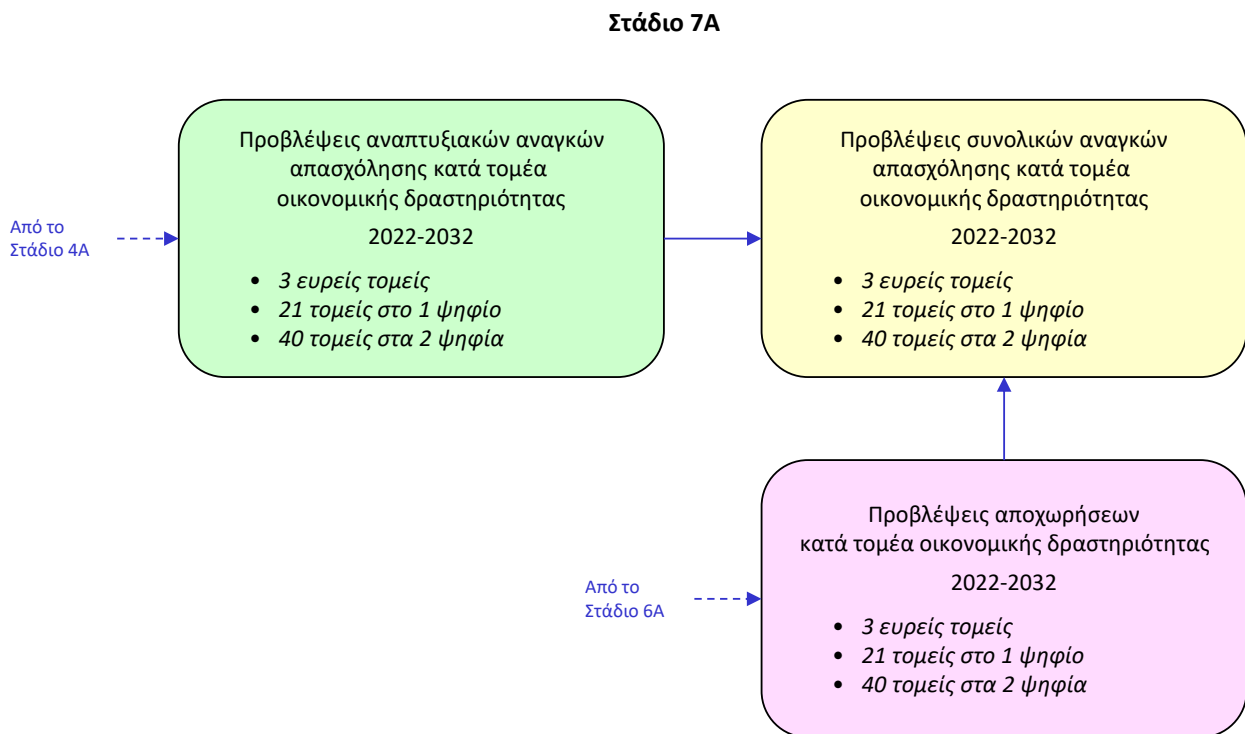 Στάδιο 7Α
Προβλέψεις αναπτυξιακών αναγκών
απασχόλησης κατά τομέα
οικονομικής δραστηριότητας
2022-2032
• 3 ευρείς τομείς
• 21 τομείς στο 1 ψηφίο
• 40 τομείς στα 2 ψηφία
Προβλέψεις συνολικών αναγκών
απασχόλησης κατά τομέα
οικονομικής δραστηριότητας
2022-2032
• 3 ευρείς τομείς
• 21 τομείς στο 1 ψηφίο
• 40 τομείς στα 2 ψηφία
Από το
Στάδιο 4Α
Προβλέψεις αποχωρήσεων
κατά τομέα οικονομικής δραστηριότητας
2022-2032
• 3 ευρείς τομείς
• 21 τομείς στο 1 ψηφίο
• 40 τομείς στα 2 ψηφία
Από το
Στάδιο 6Α